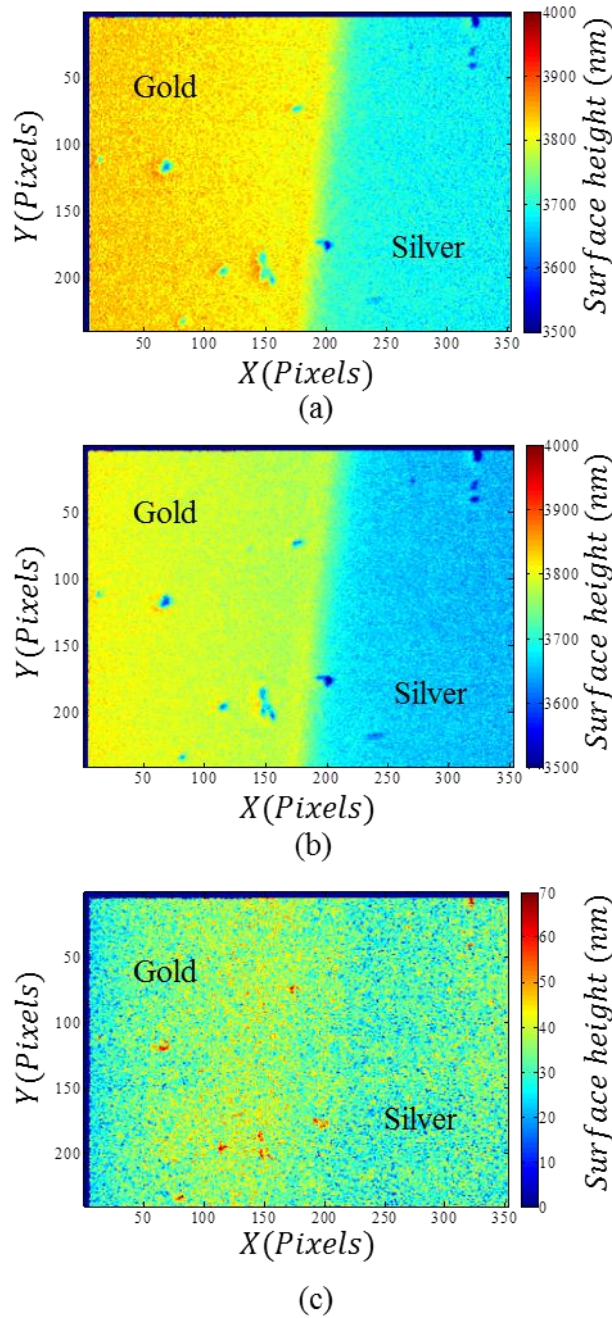 4000
3900
3800
3700
3600
3500
Surface height (nm)
Gold
Silver
50
100
150
200
Y(Pixels)
50 100 150 200 250 300 350
X(Pixels)
(a)
4000
3900
3800
3700
3600
3500
Surface height (nm)
Gold
Silver
50
100
150
200
Y(Pixels)
50 100 150 200 250 300 350
X(Pixels)
(b)
70
60
50
40
30
20
10
0
Surface height (nm)
Gold
Silver
50
100
150
200
Y(Pixels)
50 100 150 200 250 300 350
X(Pixels)
(c)